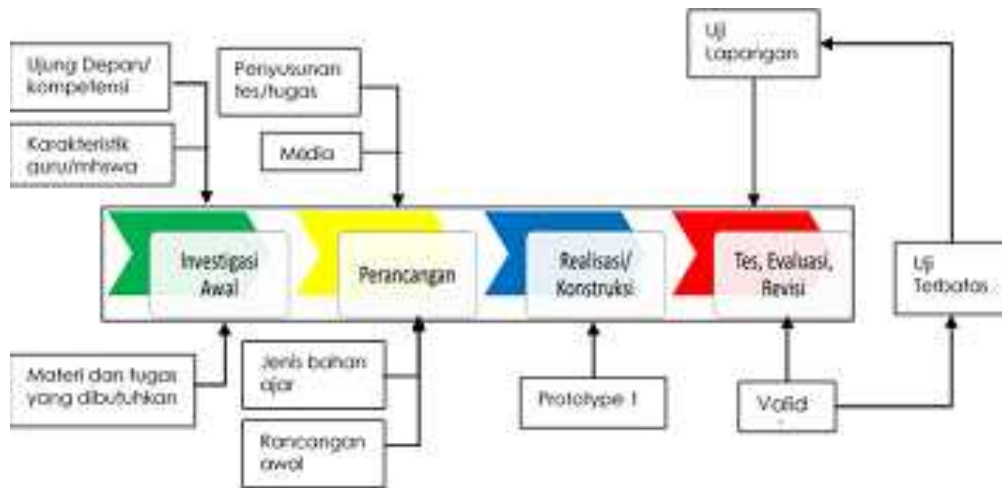 Ujung Depan/
kompetensi
Karakteristik
guru/mhswa
Penyusunan
tes/tugas
Media
Uji
Lapangan
Investigasi
Awal
Perancangan
Realisasi/
Konstruksi
Tes, Evaluasi,
Revisi
Uji
Terbatas
Materi dan tugas
yang dibutuhkan
Jenis bahan
ajar
Rancangan
awal
Prototype 1
Valid